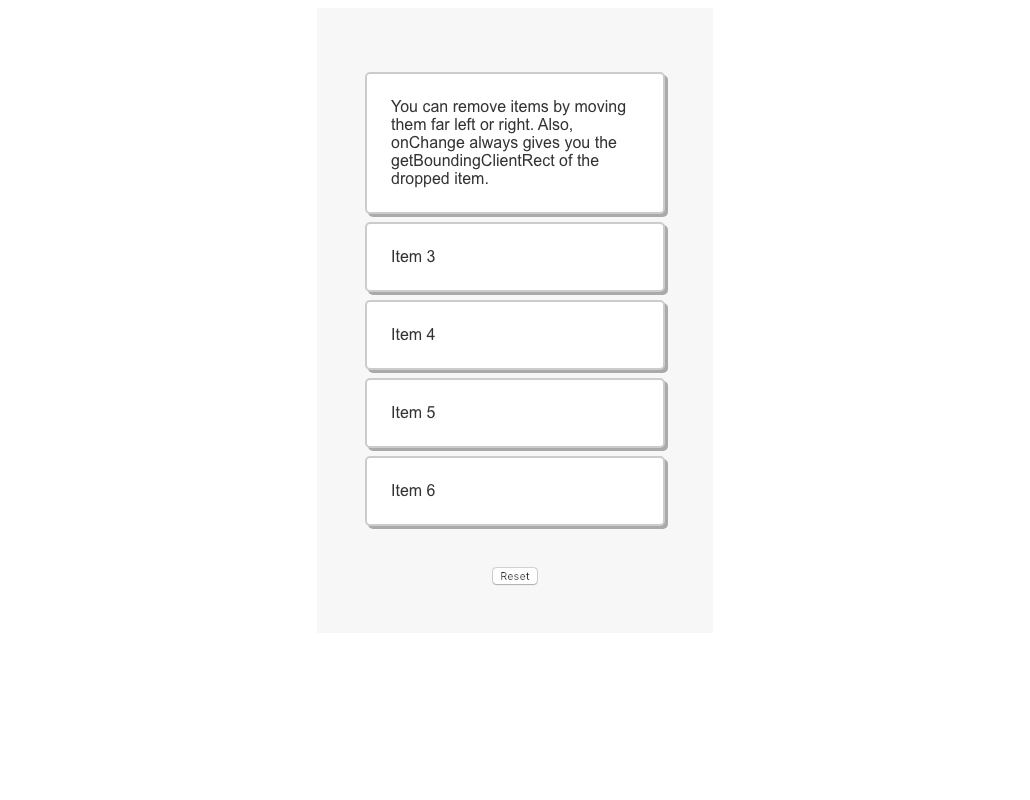 You can remove items by moving
them far left or right. Also,
onChange always gives you the
getBoundingClientRect of the
dropped item.
Item 3
Item 4
Item 5
Item 6
Reset